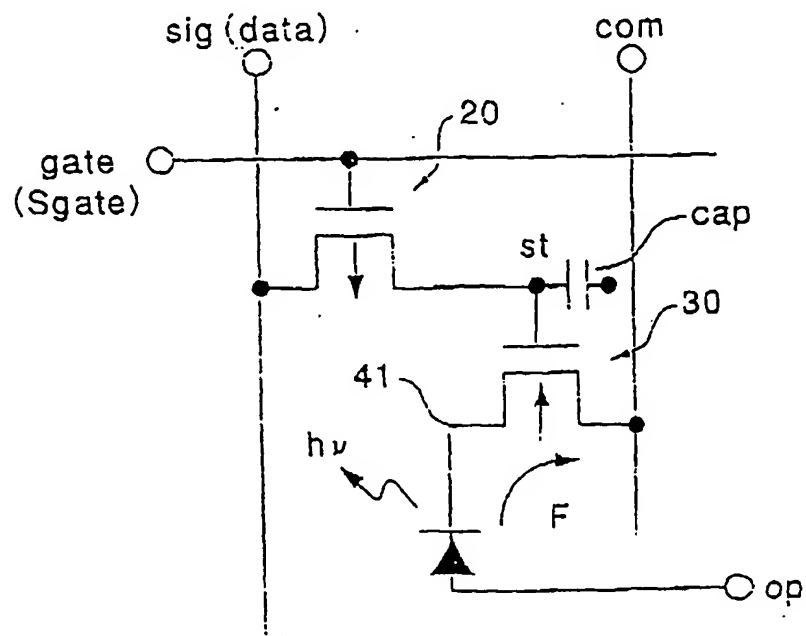 sig (data)
com
20
gate
(Sgate)
cap
st
30
41
hν
F
op